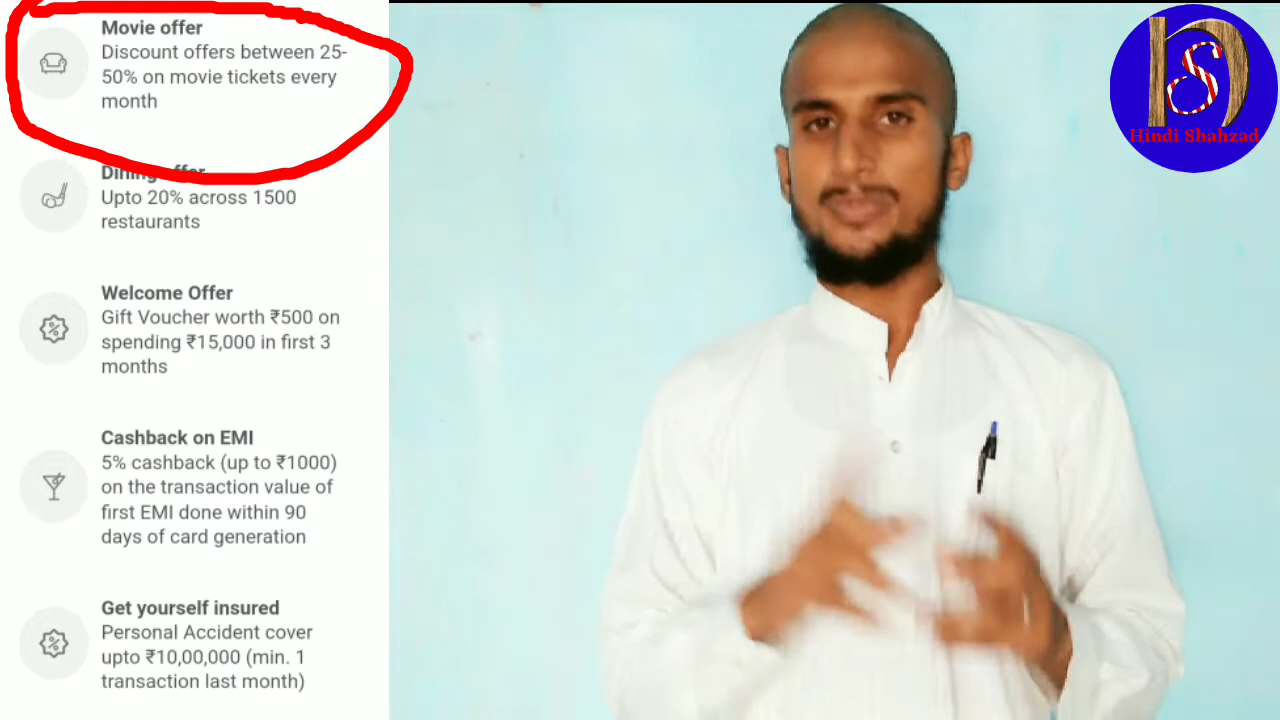 Movie offer
Discount offers between 25-
50% on movie tickets every
month
Dining offer
Upto 20% across 1500
restaurants
Welcome Offer
Gift Voucher worth ₹500 on
spending ₹15,000 in first 3
months
Cashback on EMI
5% cashback (up to ₹1000)
on the transaction value of
first EMI done within 90
days of card generation
Get yourself insured
Personal Accident cover
upto ₹10,00,000 (min. 1
transaction last month)
Hindi Shahzad